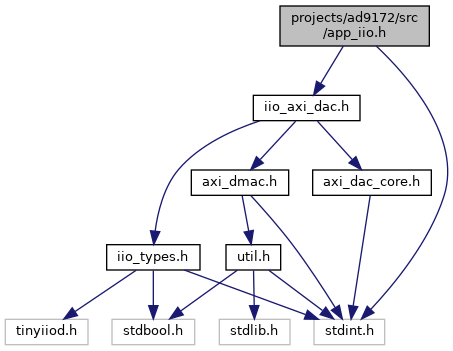 projects/ad9172/src
/app_iio.h
iio_axi_dac.h
axi_dmac.h
axi_dac_core.h
iio_types.h
util.h
tinyiiod.h
stdbool.h
stdlib.h
stdint.h